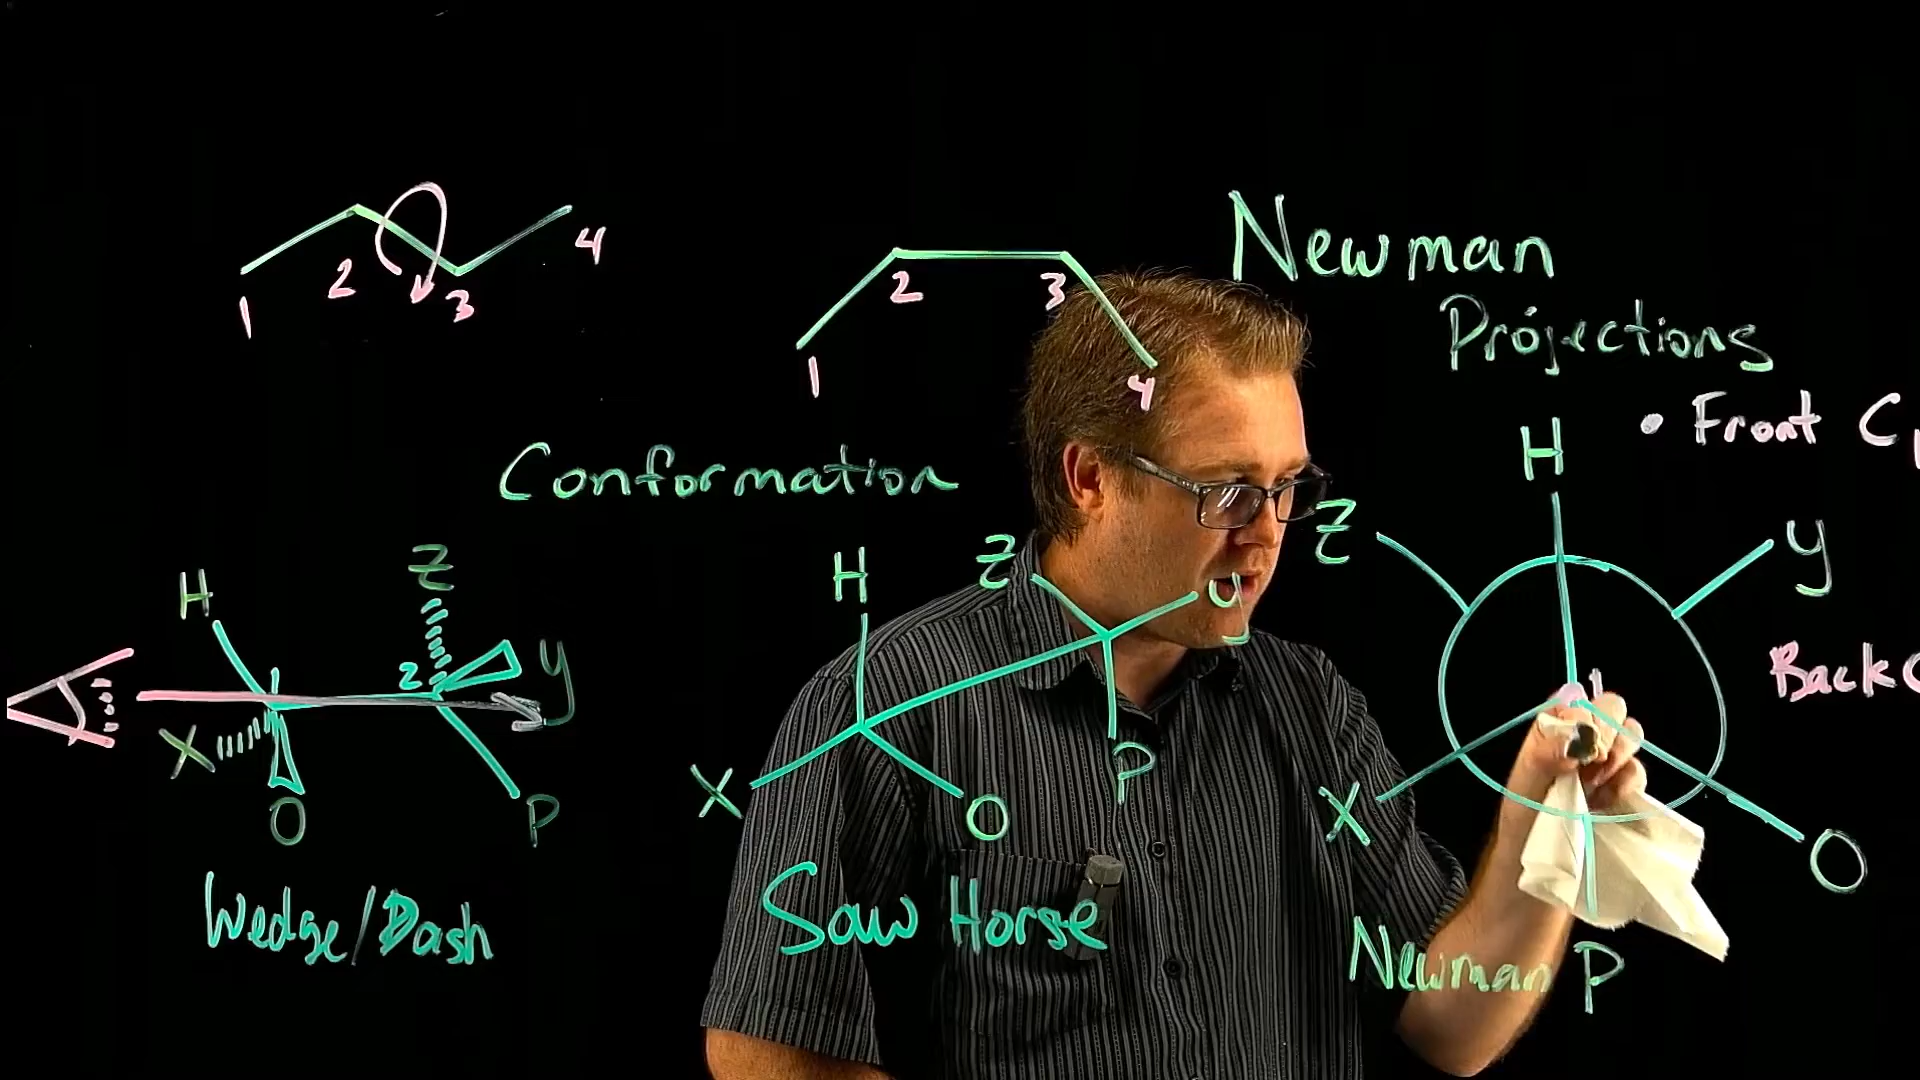 Newman
Projections
1 2 3 4
1 2 3 4
• Front C
Conformation
H Z Y X O P 2
H Z y X O P
H Z y X O P
Back C
Wedge/Dash
Saw Horse
Newman